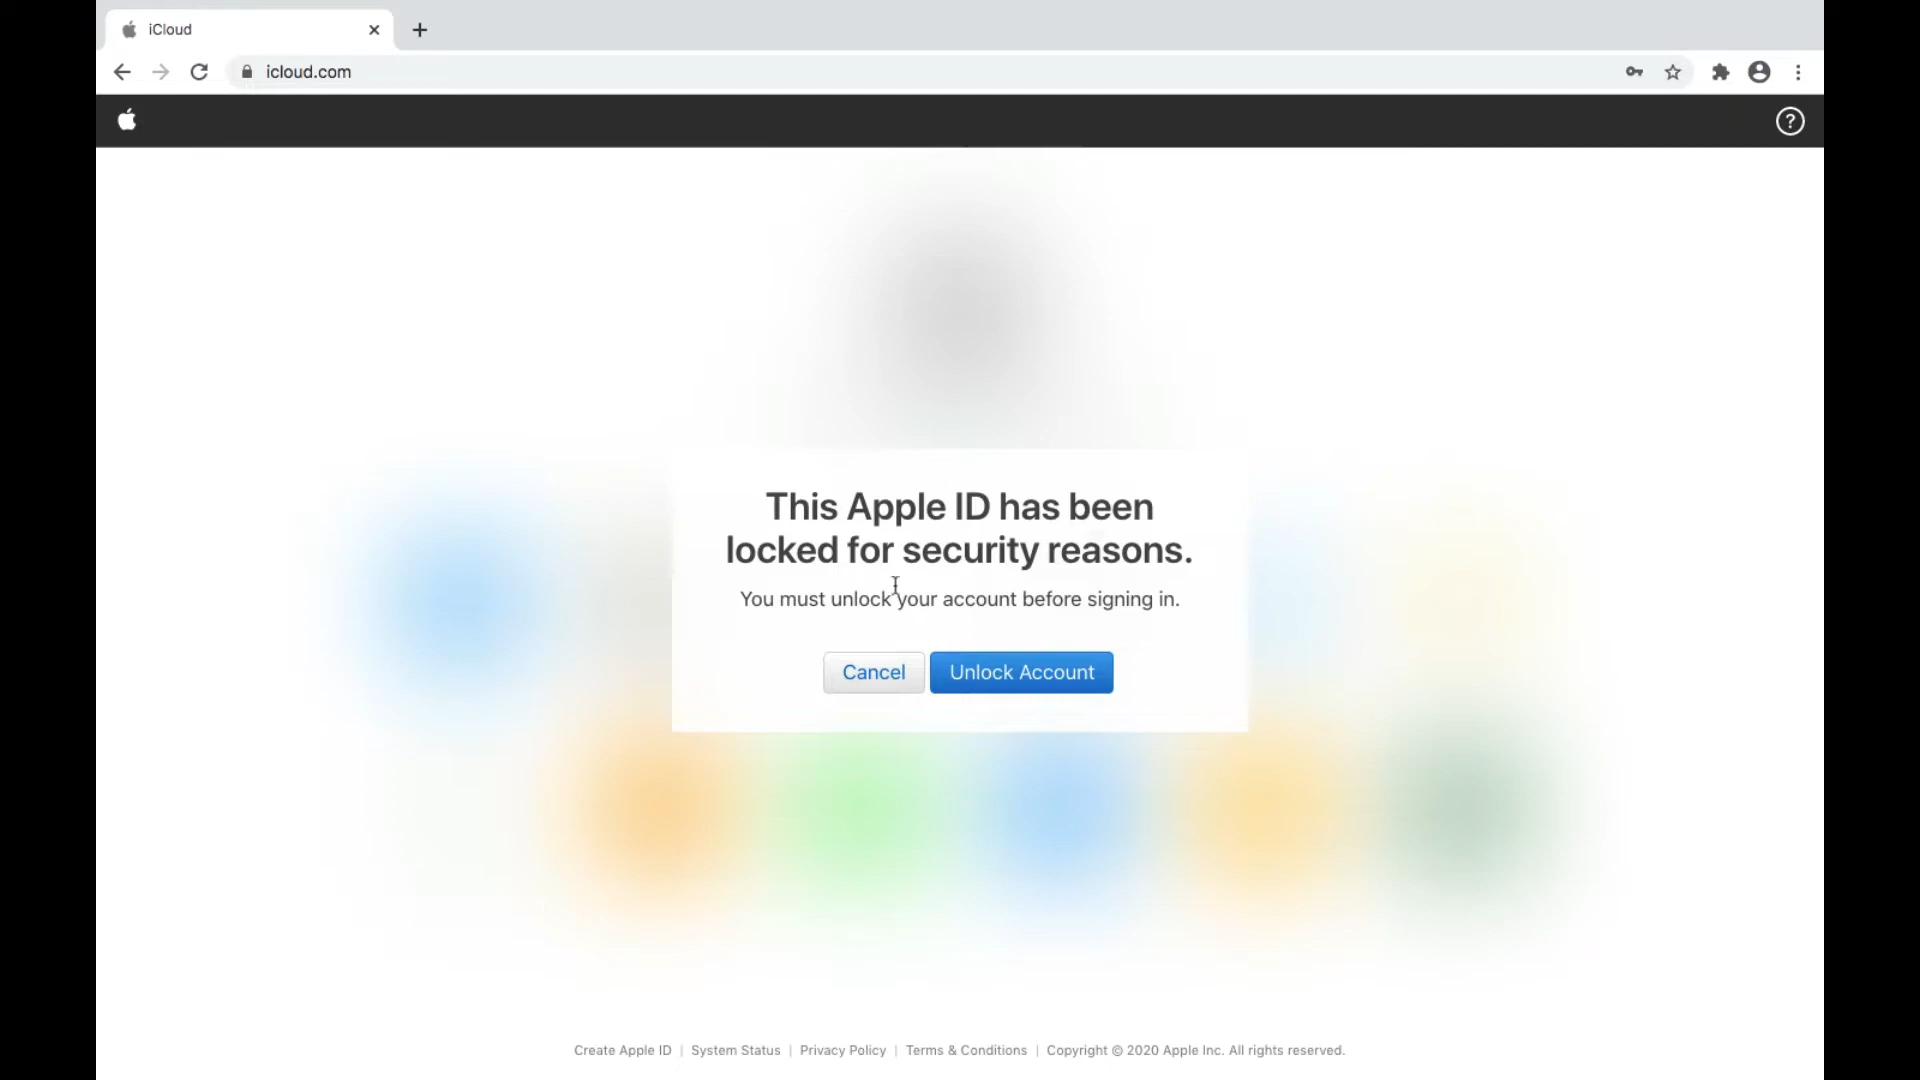 iCloud
icloud.com
?
This Apple ID has been
locked for security reasons.
You must unlock your account before signing in.
Cancel Unlock Account
Create Apple ID | System Status | Privacy Policy | Terms & Conditions | Copyright © 2020 Apple Inc. All rights reserved.